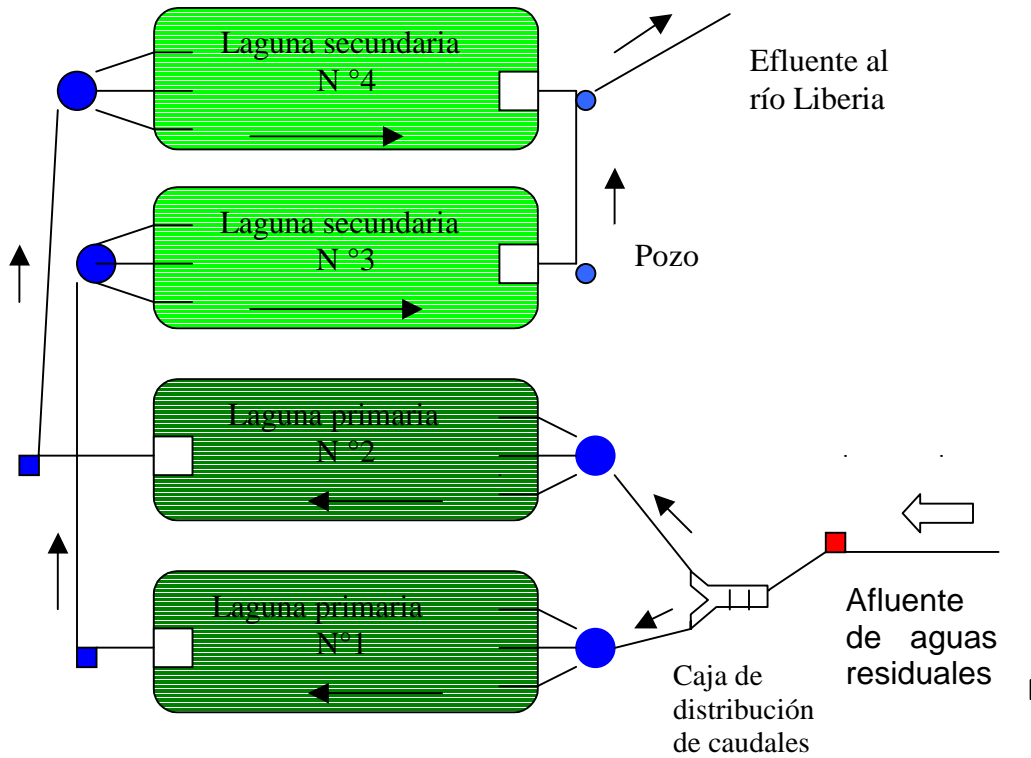 Laguna secundaria
N °4
Efluente al
río Liberia
Laguna secundaria
N °3
Pozo
Laguna primaria
N °2
Laguna primaria
N°1
Afluente
de aguas
residuales
Caja de
distribución
de caudales